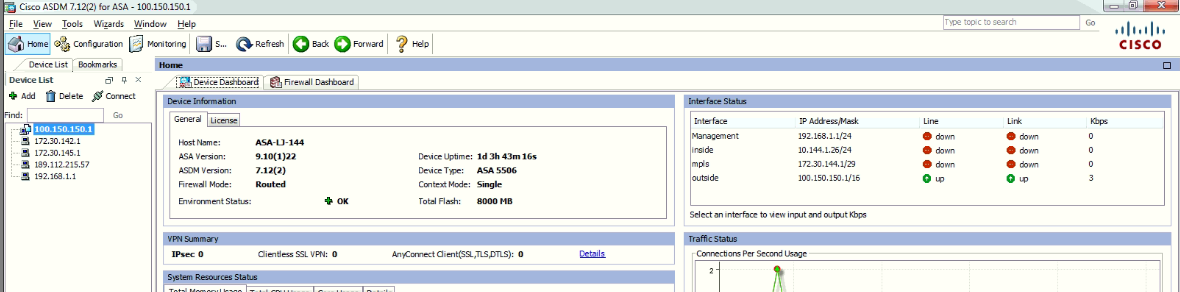 Cisco ASDM 7.12(2) for ASA - 100.150.150.1
File View Tools Wizards Window Help
Type topic to search Go
Home Configuration Monitoring S... Refresh Back Forward Help
CISCO
Device List Bookmarks
Home
Device List
Device Dashboard Firewall Dashboard
Add Delete Connect
Find: Go
100.150.150.1
172.30.142.1
172.30.145.1
189.112.215.57
192.168.1.1
Device Information
General License
Host Name: ASA-LJ-144
ASA Version: 9.10(1)22 Device Uptime: 1d 3h 43m 16s
ASDM Version: 7.12(2) Device Type: ASA 5506
Firewall Mode: Routed Context Mode: Single
Environment Status: OK Total Flash: 8000 MB
Interface Status
Interface IP Address/Mask Line Link Kbps
Management 192.168.1.1/24 down down 0
inside 10.144.1.26/24 down down 0
mpls 172.30.144.1/29 down down 0
outside 100.150.150.1/16 up up 3
Select an interface to view input and output Kbps
VPN Summary
IPsec 0 Clientless SSL VPN: 0 AnyConnect Client(SSL,TLS,DTLS): 0 Details
System Resources Status
Total Memory Usage Total CPU Usage Core Usage Details
Traffic Status
Connections Per Second Usage
2